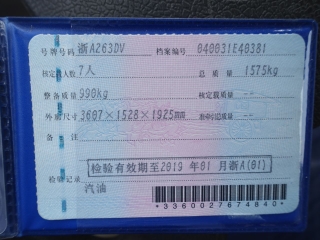 号牌号码 浙A263DV 档案编号 040031E40381
核定载人数 7人 总质量 1575kg
整备质量 990kg 核定载质量 --
外廓尺寸 3607×1528×1925mm 准牵引总质量 --
备注
检验有效期至2019年01月浙A(01)
检验记录
汽油
*3360027674840*